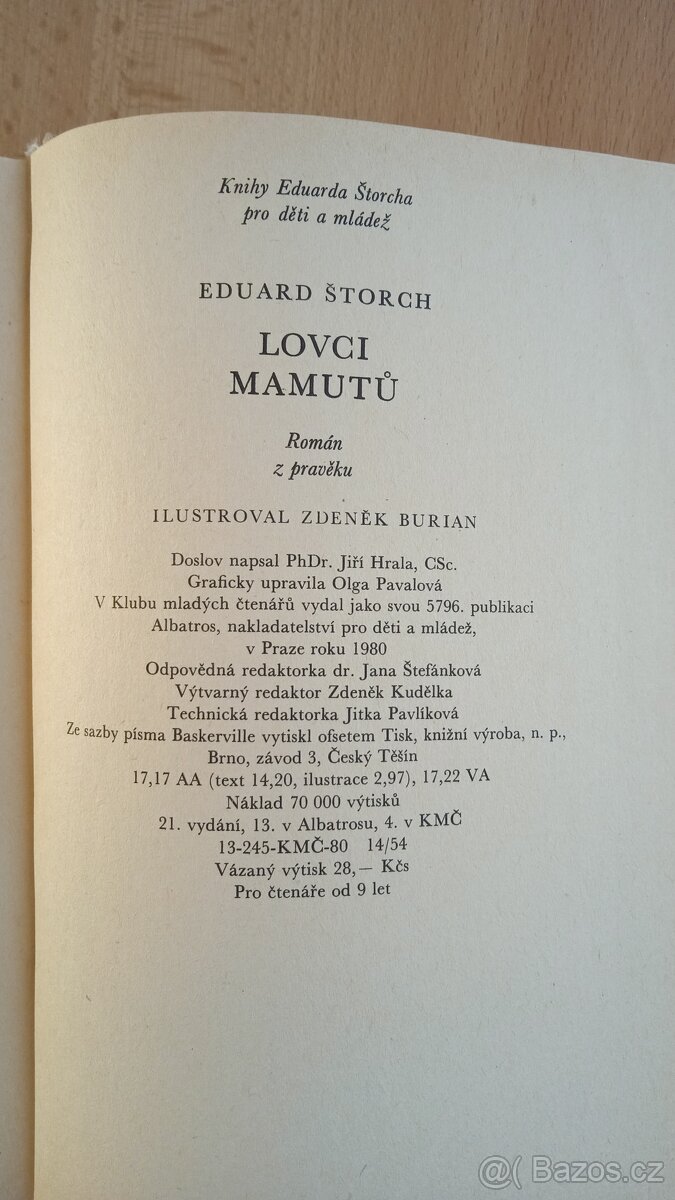 Knihy Eduarda Štorcha
pro děti a mládež
EDUARD ŠTORCH
LOVCI
MAMUTŮ
Román
z pravěku
ILUSTROVAL ZDENĚK BURIAN
Doslov napsal PhDr. Jiří Hrala, CSc.
Graficky upravila Olga Pavalová
V Klubu mladých čtenářů vydal jako svou 5796. publikaci
Albatros, nakladatelství pro děti a mládež,
v Praze roku 1980
Odpovědná redaktorka dr. Jana Štefánková
Výtvarný redaktor Zdeněk Kudělka
Technická redaktorka Jitka Pavlíková
Ze sazby písma Baskerville vytiskl ofsetem Tisk, knižní výroba, n. p.,
Brno, závod 3, Český Těšín
17,17 AA (text 14,20, ilustrace 2,97), 17,22 VA
Náklad 70 000 výtisků
21. vydání, 13. v Albatrosu, 4. v KMČ
13-245-KMČ-80 14/54
Vázaný výtisk 28,— Kčs
Pro čtenáře od 9 let
@( Bazos.cz